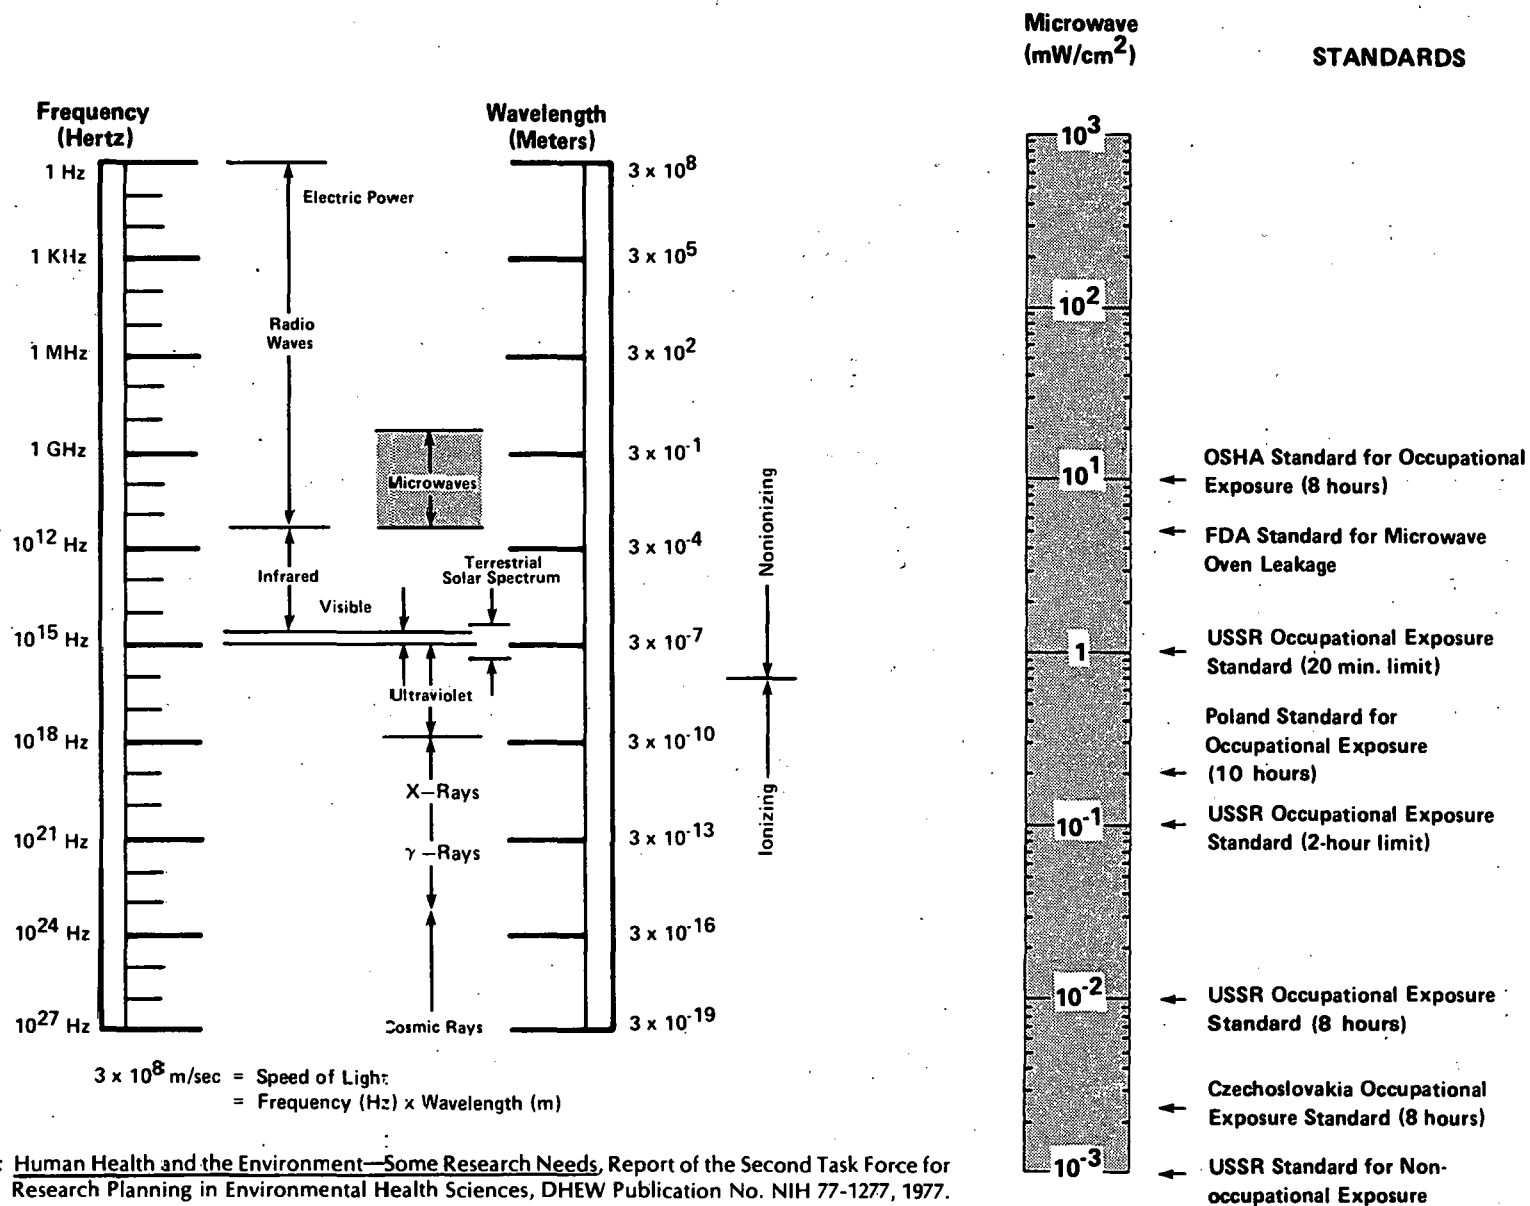 Microwave
(mW/cm²)
STANDARDS
Frequency
(Hertz)
1 Hz
1 KHz
1 MHz
1 GHz
10¹² Hz
10¹⁵ Hz
10¹⁸ Hz
10²¹ Hz
10²⁴ Hz
10²⁷ Hz
Electric Power
Radio
Waves
Microwaves
Infrared
Visible
Terrestrial
Solar Spectrum
Ultraviolet
X–Rays
γ –Rays
Cosmic Rays
Wavelength
(Meters)
3 x 10⁸
3 x 10⁵
3 x 10²
3 x 10⁻¹
3 x 10⁻⁴
3 x 10⁻⁷
3 x 10⁻¹⁰
3 x 10⁻¹³
3 x 10⁻¹⁶
3 x 10⁻¹⁹
Nonionizing
Ionizing
10³
10²
10¹
1
10⁻¹
10⁻²
10⁻³
OSHA Standard for Occupational
Exposure (8 hours)
FDA Standard for Microwave
Oven Leakage
USSR Occupational Exposure
Standard (20 min. limit)
Poland Standard for
Occupational Exposure
(10 hours)
USSR Occupational Exposure
Standard (2-hour limit)
USSR Occupational Exposure
Standard (8 hours)
Czechoslovakia Occupational
Exposure Standard (8 hours)
USSR Standard for Non-
occupational Exposure
3 x 10⁸ m/sec = Speed of Light
= Frequency (Hz) x Wavelength (m)
: Human Health and the Environment—Some Research Needs, Report of the Second Task Force for
Research Planning in Environmental Health Sciences, DHEW Publication No. NIH 77-1277, 1977.